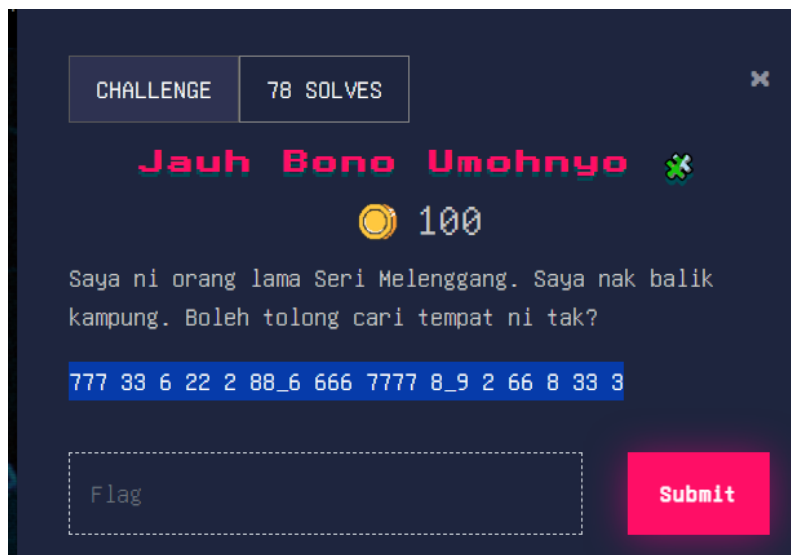 CHALLENGE
78 SOLVES
Jauh Bono Umohnyo
100
Saya ni orang lama Seri Melenggang. Saya nak balik
kampung. Boleh tolong cari tempat ni tak?
777 33 6 22 2 88_6 666 7777 8_9 2 66 8 33 3
Flag
Submit